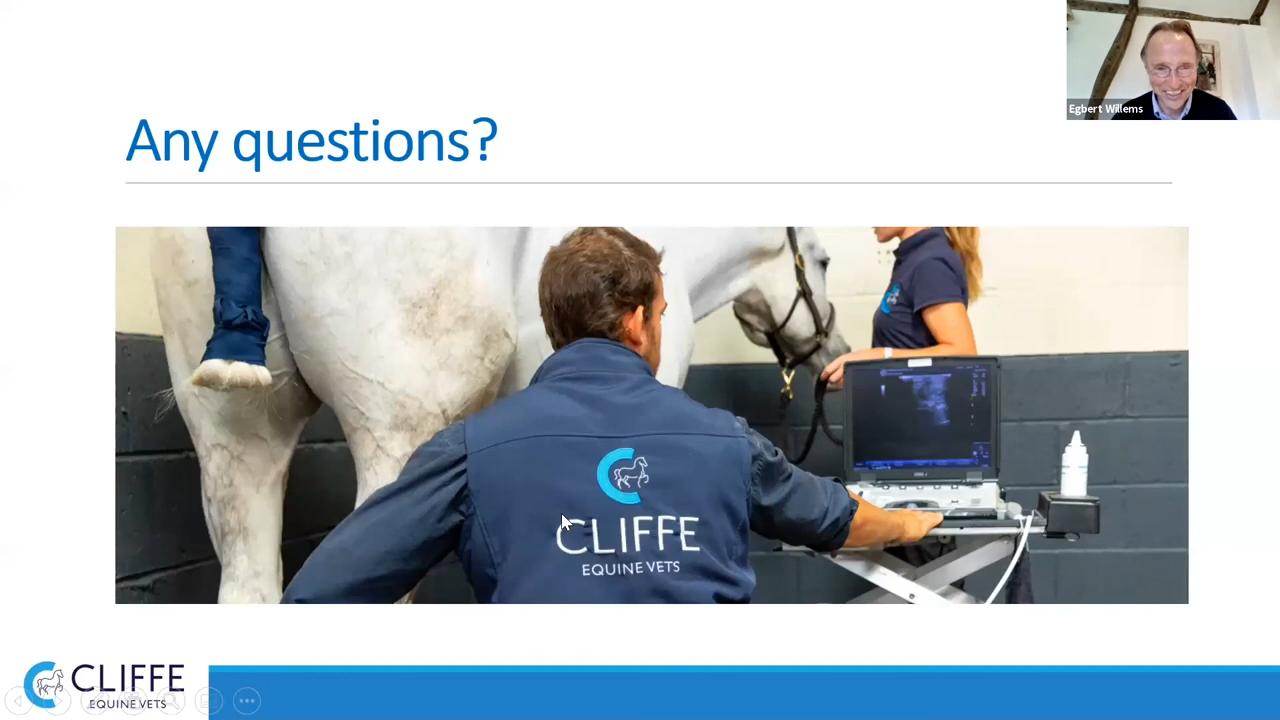 Egbert Willems
Any questions?
CLIFFE
EQUINE VETS
CLIFFE
EQUINE VETS